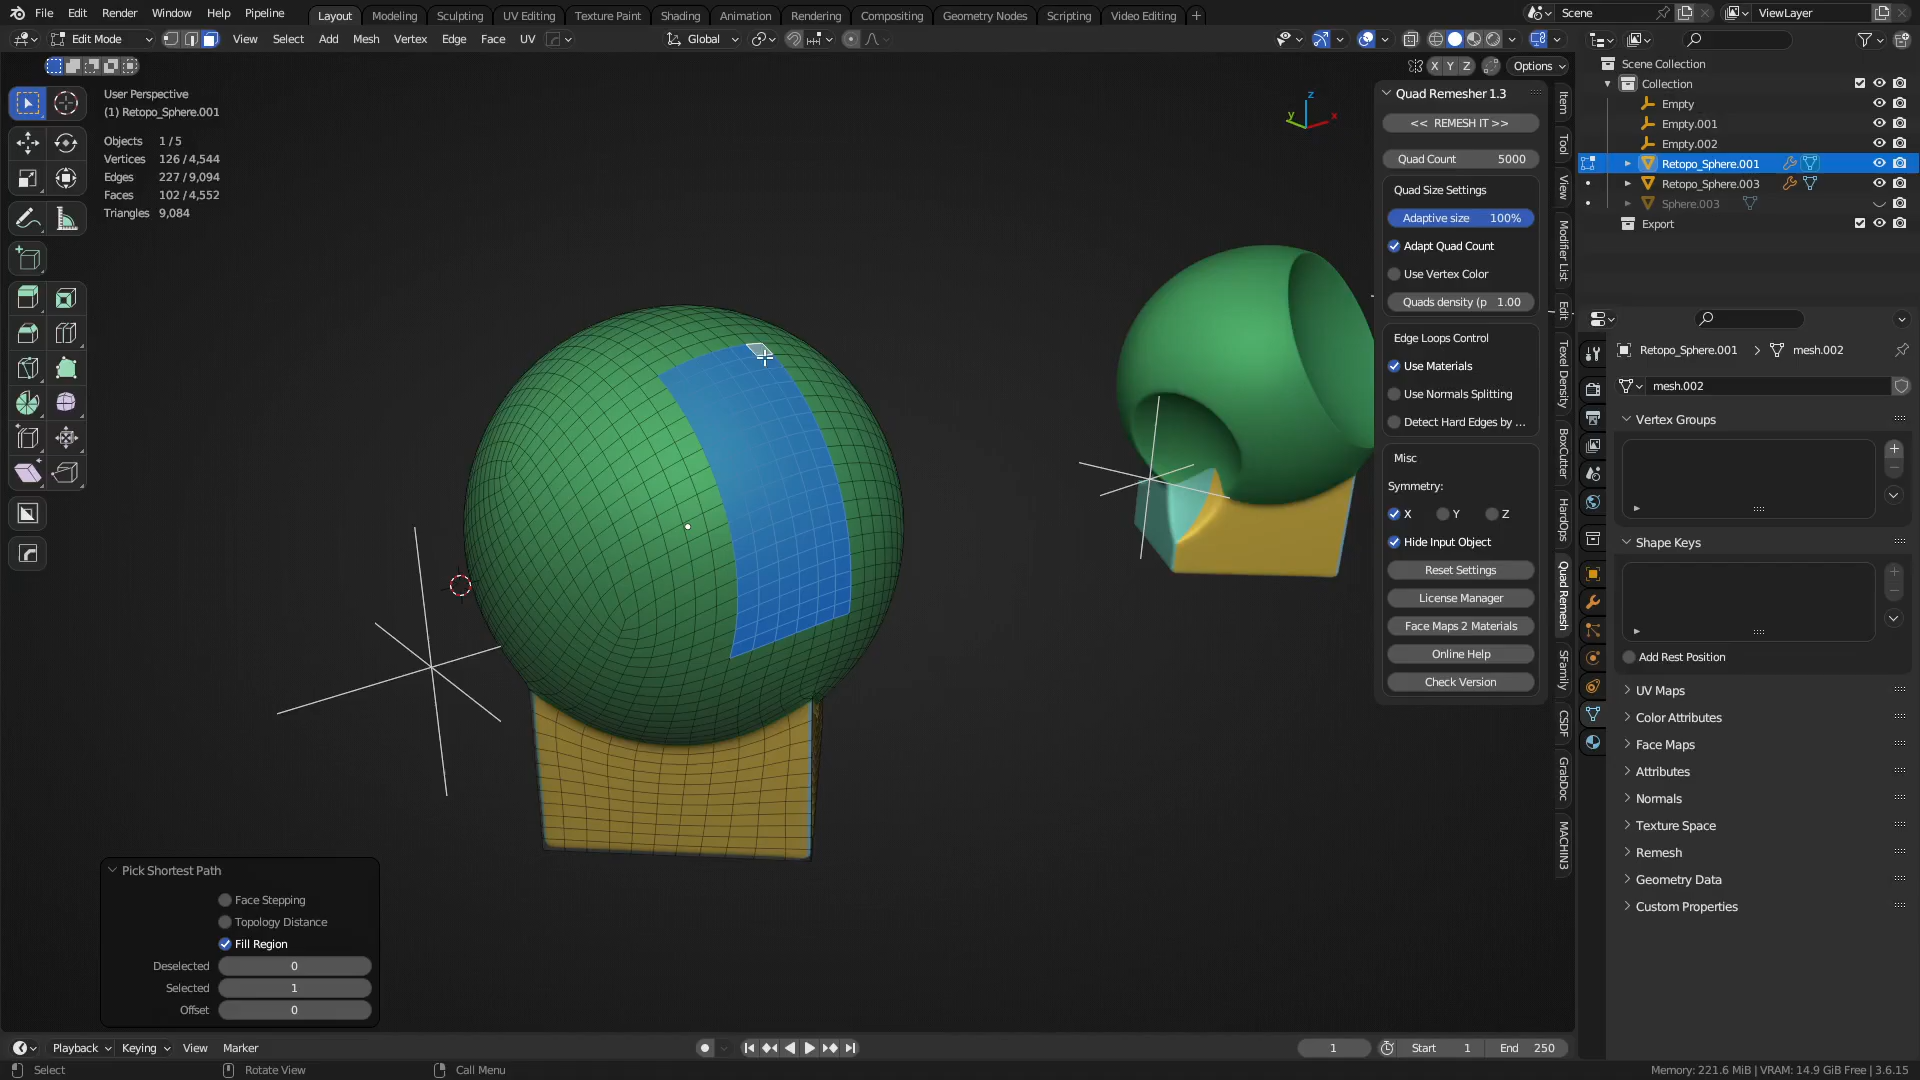 File Edit Render Window Help Pipeline Layout Modeling Sculpting UV Editing Texture Paint Shading Animation Rendering Compositing Geometry Nodes Scripting Video Editing + Scene ViewLayer
Edit Mode View Select Add Mesh Vertex Edge Face UV Global
X Y Z Options
User Perspective
(1) Retopo_Sphere.001
Objects 1 / 5
Vertices 126 / 4,544
Edges 227 / 9,094
Faces 102 / 4,552
Triangles 9,084
z
y
x
Quad Remesher 1.3
<< REMESH IT >>
Quad Count 5000
Quad Size Settings
Adaptive size 100%
Adapt Quad Count
Use Vertex Color
Quads density (p 1.00
Edge Loops Control
Use Materials
Use Normals Splitting
Detect Hard Edges by ...
Misc
Symmetry:
X Y Z
Hide Input Object
Reset Settings
License Manager
Face Maps 2 Materials
Online Help
Check Version
Item
Tool
View
Modifier List
Edit
Texel Density
BoxCutter
HardOps
Quad Remesh
SFamily
CSDF
GrabDoc
MACHIN3
Scene Collection
Collection
Empty
Empty.001
Empty.002
Retopo_Sphere.001
Retopo_Sphere.003
Sphere.003
Export
Retopo_Sphere.001 > mesh.002
mesh.002
Vertex Groups
Shape Keys
Add Rest Position
UV Maps
Color Attributes
Face Maps
Attributes
Normals
Texture Space
Remesh
Geometry Data
Custom Properties
Pick Shortest Path
Face Stepping
Topology Distance
Fill Region
Deselected 0
Selected 1
Offset 0
Playback Keying View Marker 1 Start 1 End 250
Select Rotate View Call Menu Memory: 221.6 MiB | VRAM: 14.9 GiB Free | 3.6.15